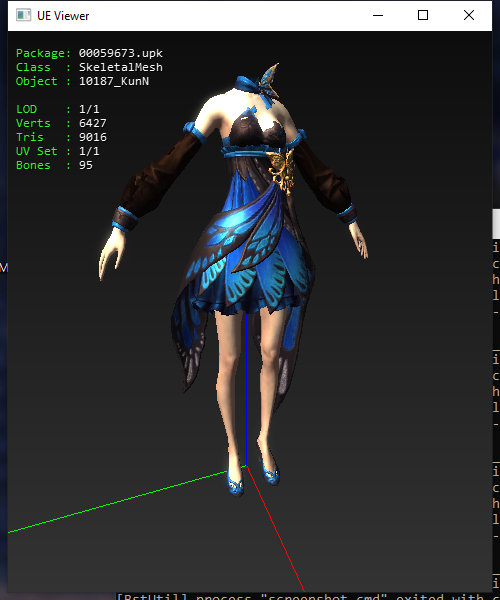 UE Viewer
Package: 00059673.upk
Class : SkeletalMesh
Object : 10187_KunN
LOD : 1/1
Verts : 6427
Tris : 9016
UV Set : 1/1
Bones : 95
M
i
c
h
l
-
i
c
h
l
-
i
c
h
l
-
i
[BstUtil] process "screenshot.cmd" exited with c